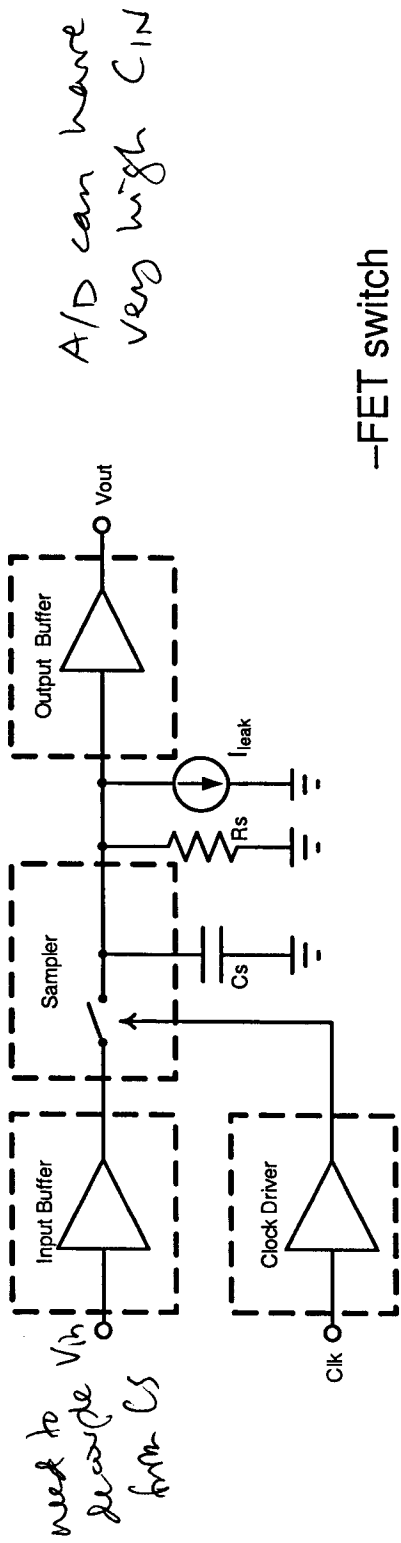 need to
decouple
from CS
Vin
Input Buffer
Sampler
Output Buffer
Vout
Cs
Rs
Ileak
Clk
Clock Driver
A/D can have
very high CIN
–FET switch